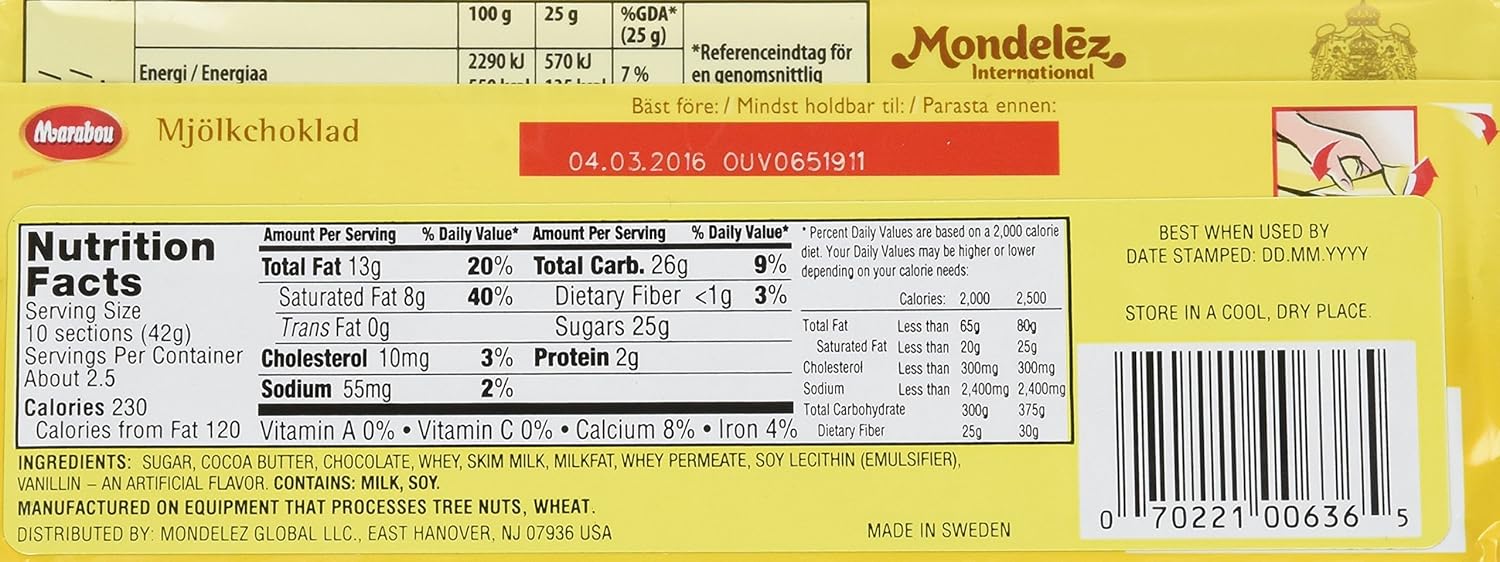 100 g 25 g %GDA*
(25 g)
Energi / Energiaa 2290 kJ 570 kJ 7 %
*Referenceindtag för
en genomsnittlig
Mondelēz
International
Marabou
Mjölkchoklad
Bäst före: / Mindst holdbar til: / Parasta ennen:
04.03.2016 OUV0651911
Nutrition
Facts
Serving Size
10 sections (42g)
Servings Per Container
About 2.5
Calories 230
Calories from Fat 120
Amount Per Serving % Daily Value* Amount Per Serving % Daily Value*
Total Fat 13g 20% Total Carb. 26g 9%
Saturated Fat 8g 40% Dietary Fiber <1g 3%
Trans Fat 0g Sugars 25g
Cholesterol 10mg 3% Protein 2g
Sodium 55mg 2%
Vitamin A 0% • Vitamin C 0% • Calcium 8% • Iron 4%
* Percent Daily Values are based on a 2,000 calorie
diet. Your Daily Values may be higher or lower
depending on your calorie needs:
Calories: 2,000 2,500
Total Fat Less than 65g 80g
Saturated Fat Less than 20g 25g
Cholesterol Less than 300mg 300mg
Sodium Less than 2,400mg 2,400mg
Total Carbohydrate 300g 375g
Dietary Fiber 25g 30g
INGREDIENTS: SUGAR, COCOA BUTTER, CHOCOLATE, WHEY, SKIM MILK, MILKFAT, WHEY PERMEATE, SOY LECITHIN (EMULSIFIER),
VANILLIN – AN ARTIFICIAL FLAVOR. CONTAINS: MILK, SOY.
MANUFACTURED ON EQUIPMENT THAT PROCESSES TREE NUTS, WHEAT.
DISTRIBUTED BY: MONDELEZ GLOBAL LLC., EAST HANOVER, NJ 07936 USA
MADE IN SWEDEN
BEST WHEN USED BY
DATE STAMPED: DD.MM.YYYY
STORE IN A COOL, DRY PLACE.
0 70221 00636 5